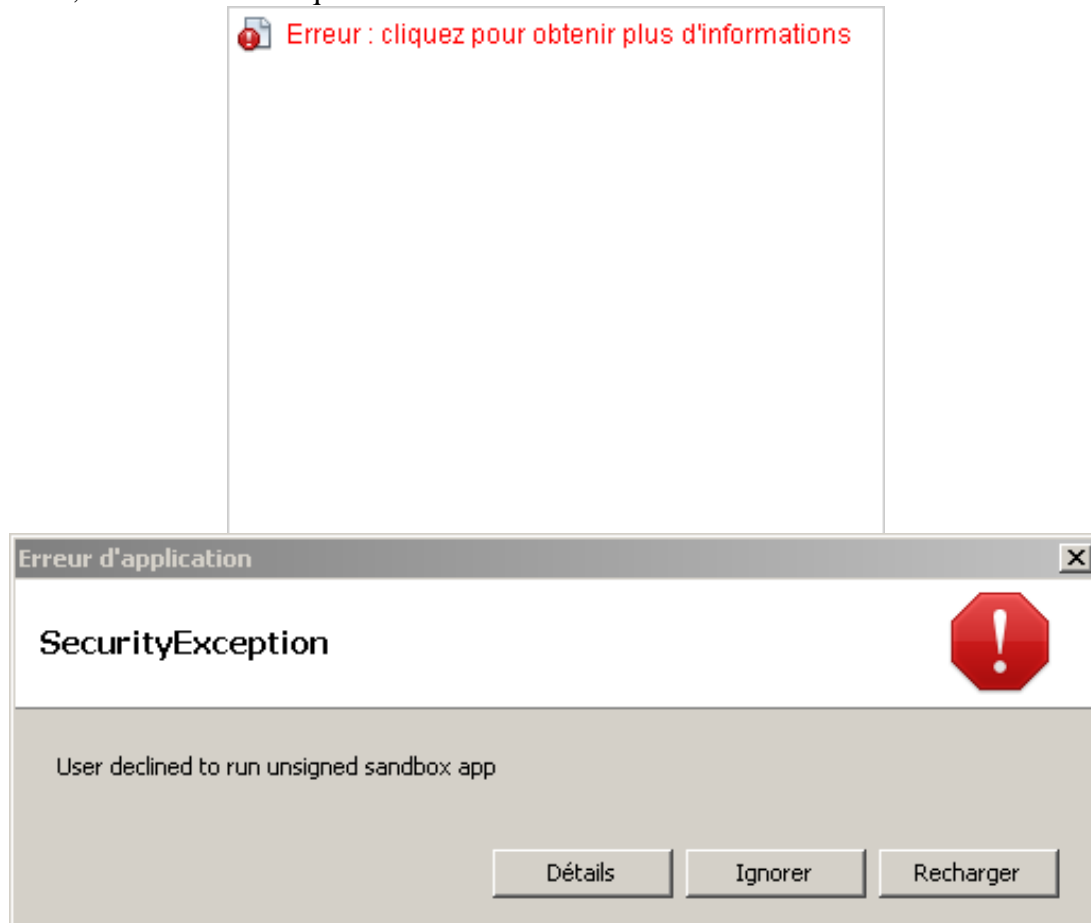 Erreur : cliquez pour obtenir plus d'informations
Erreur d'application
SecurityException
User declined to run unsigned sandbox app
Détails Ignorer Recharger